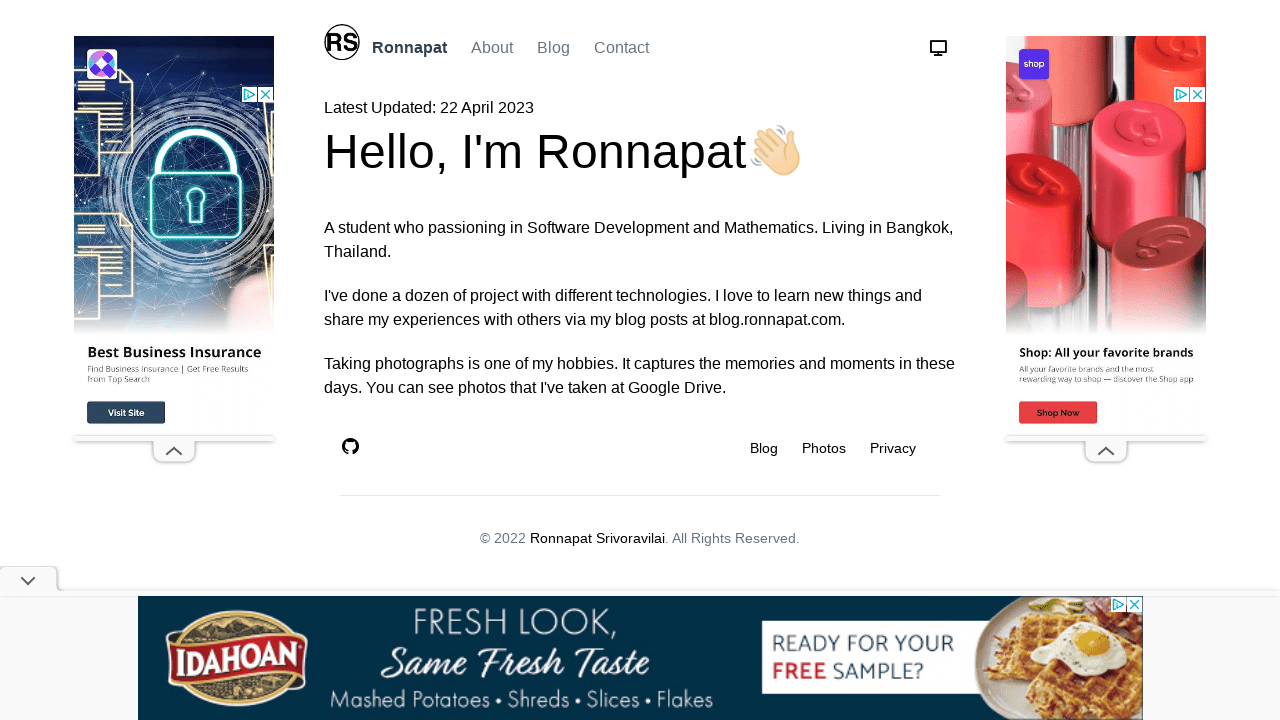 RS
Ronnapat About Blog Contact
Latest Updated: 22 April 2023
Hello, I'm Ronnapat
A student who passioning in Software Development and Mathematics. Living in Bangkok,
Thailand.
I've done a dozen of project with different technologies. I love to learn new things and
share my experiences with others via my blog posts at blog.ronnapat.com.
Taking photographs is one of my hobbies. It captures the memories and moments in these
days. You can see photos that I've taken at Google Drive.
Blog Photos Privacy
© 2022 Ronnapat Srivoravilai. All Rights Reserved.
Best Business Insurance
Find Business Insurance | Get Free Results
from Top Search
Visit Site
shop
Shop: All your favorite brands
All your favorite brands and the most
rewarding way to shop — discover the Shop app
Shop Now
IDAHOAN
FRESH LOOK,
Same Fresh Taste
Mashed Potatoes • Shreds • Slices • Flakes
READY FOR YOUR
FREE SAMPLE?